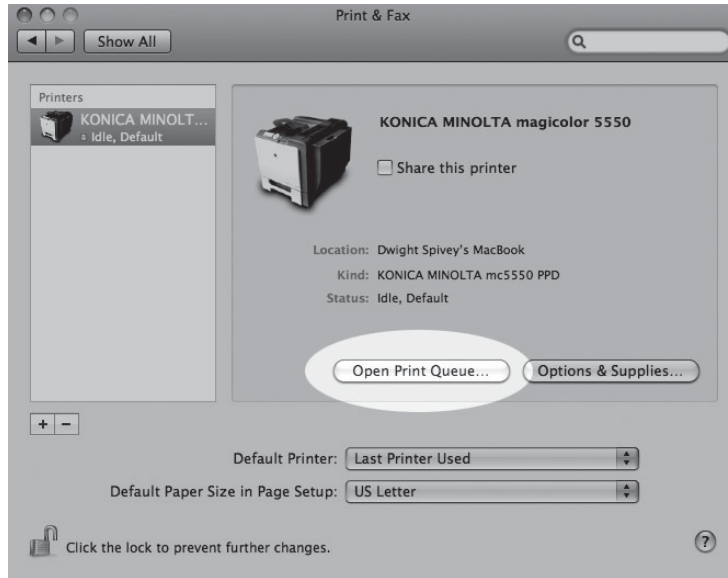 Print & Fax
Show All
Printers
KONICA MINOLT...
Idle, Default
KONICA MINOLTA magicolor 5550
Share this printer
Location: Dwight Spivey's MacBook
Kind: KONICA MINOLTA mc5550 PPD
Status: Idle, Default
Open Print Queue... Options & Supplies...
+ −
Default Printer: Last Printer Used
Default Paper Size in Page Setup: US Letter
Click the lock to prevent further changes. ?